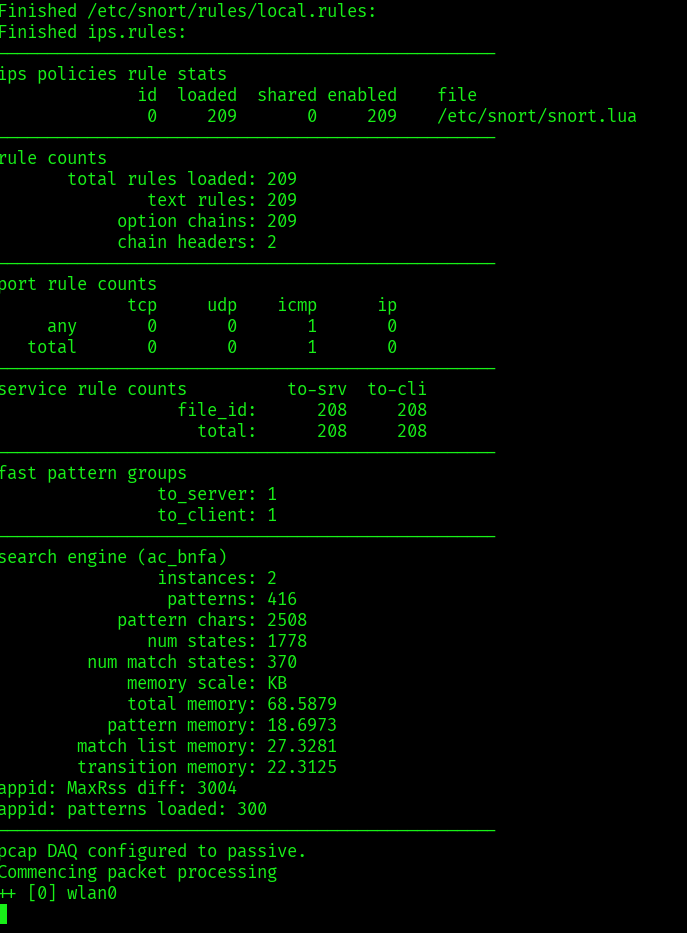 Finished /etc/snort/rules/local.rules:
Finished ips.rules:
ips policies rule stats
id loaded shared enabled file
0 209 0 209 /etc/snort/snort.lua
rule counts
total rules loaded: 209
text rules: 209
option chains: 209
chain headers: 2
port rule counts
tcp udp icmp ip
any 0 0 1 0
total 0 0 1 0
service rule counts to-srv to-cli
file_id: 208 208
total: 208 208
fast pattern groups
to_server: 1
to_client: 1
search engine (ac_bnfa)
instances: 2
patterns: 416
pattern chars: 2508
num states: 1778
num match states: 370
memory scale: KB
total memory: 68.5879
pattern memory: 18.6973
match list memory: 27.3281
transition memory: 22.3125
appid: MaxRss diff: 3004
appid: patterns loaded: 300
pcap DAQ configured to passive.
Commencing packet processing
++ [0] wlan0